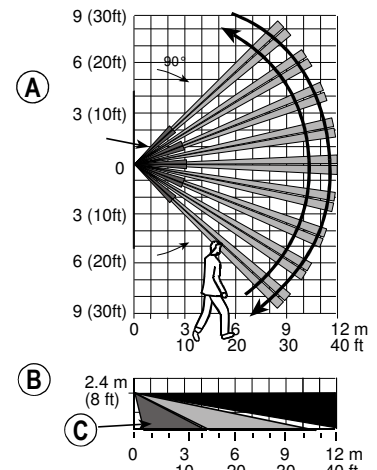 9 (30ft)
90°
6 (20ft)
A
3 (10ft)
0
3 (10ft)
6 (20ft)
9 (30ft)
0 3 6 9 12 m
10 20 30 40 ft
B
2.4 m
(8 ft)
C
0 3 6 9 12 m
10 20 30 40 ft